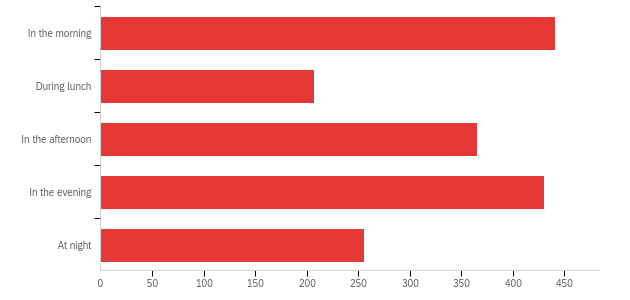 In the morning
During lunch
In the afternoon
In the evening
At night
0 50 100 150 200 250 300 350 400 450